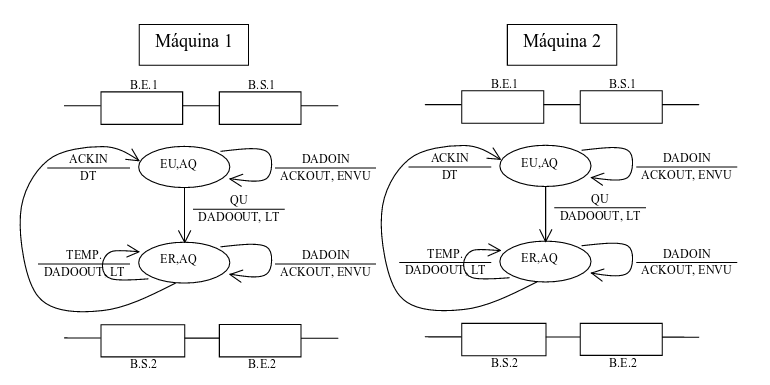 Máquina 1
Máquina 2
B.E.1
B.S.1
B.E.1
B.S.1
ACKIN
DT
EU,AQ
DADOIN
ACKOUT, ENVU
QU
DADOOUT, LT
TEMP.
DADOOUT, LT
ER,AQ
DADOIN
ACKOUT, ENVU
ACKIN
DT
EU,AQ
DADOIN
ACKOUT, ENVU
QU
DADOOUT, LT
TEMP.
DADOOUT, LT
ER,AQ
DADOIN
ACKOUT, ENVU
B.S.2
B.E.2
B.S.2
B.E.2